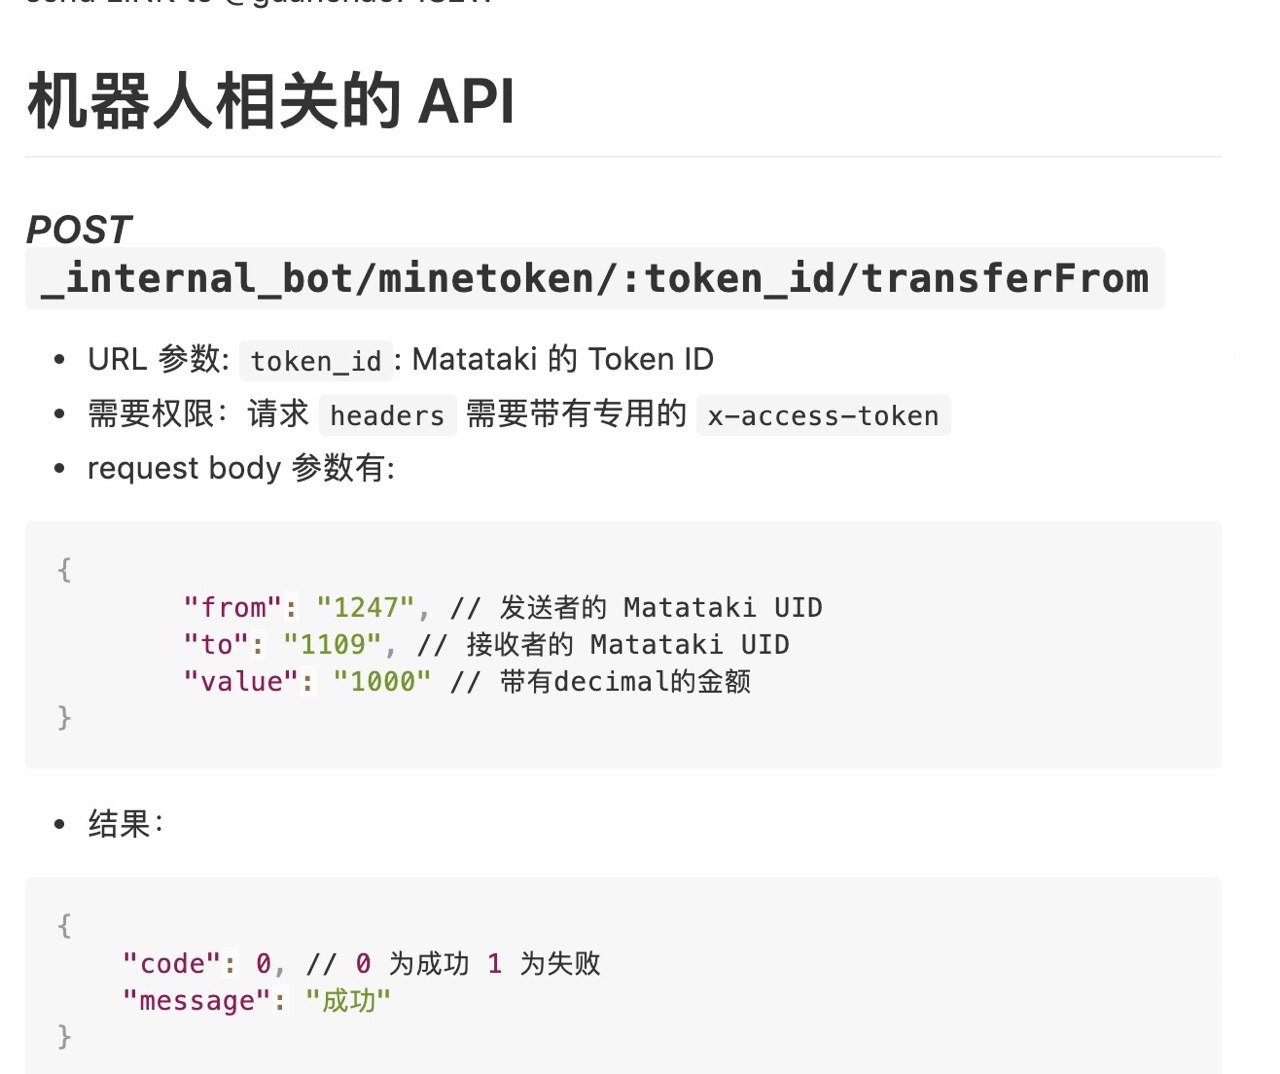 机器人相关的 API
POST
_internal_bot/minetoken/:token_id/transferFrom
• URL 参数: token_id : Matataki 的 Token ID
• 需要权限：请求 headers 需要带有专用的 x-access-token
• request body 参数有:
{
"from": "1247", // 发送者的 Matataki UID
"to": "1109", // 接收者的 Matataki UID
"value": "1000" // 带有decimal的金额
}
• 结果：
{
"code": 0, // 0 为成功 1 为失败
"message": "成功"
}